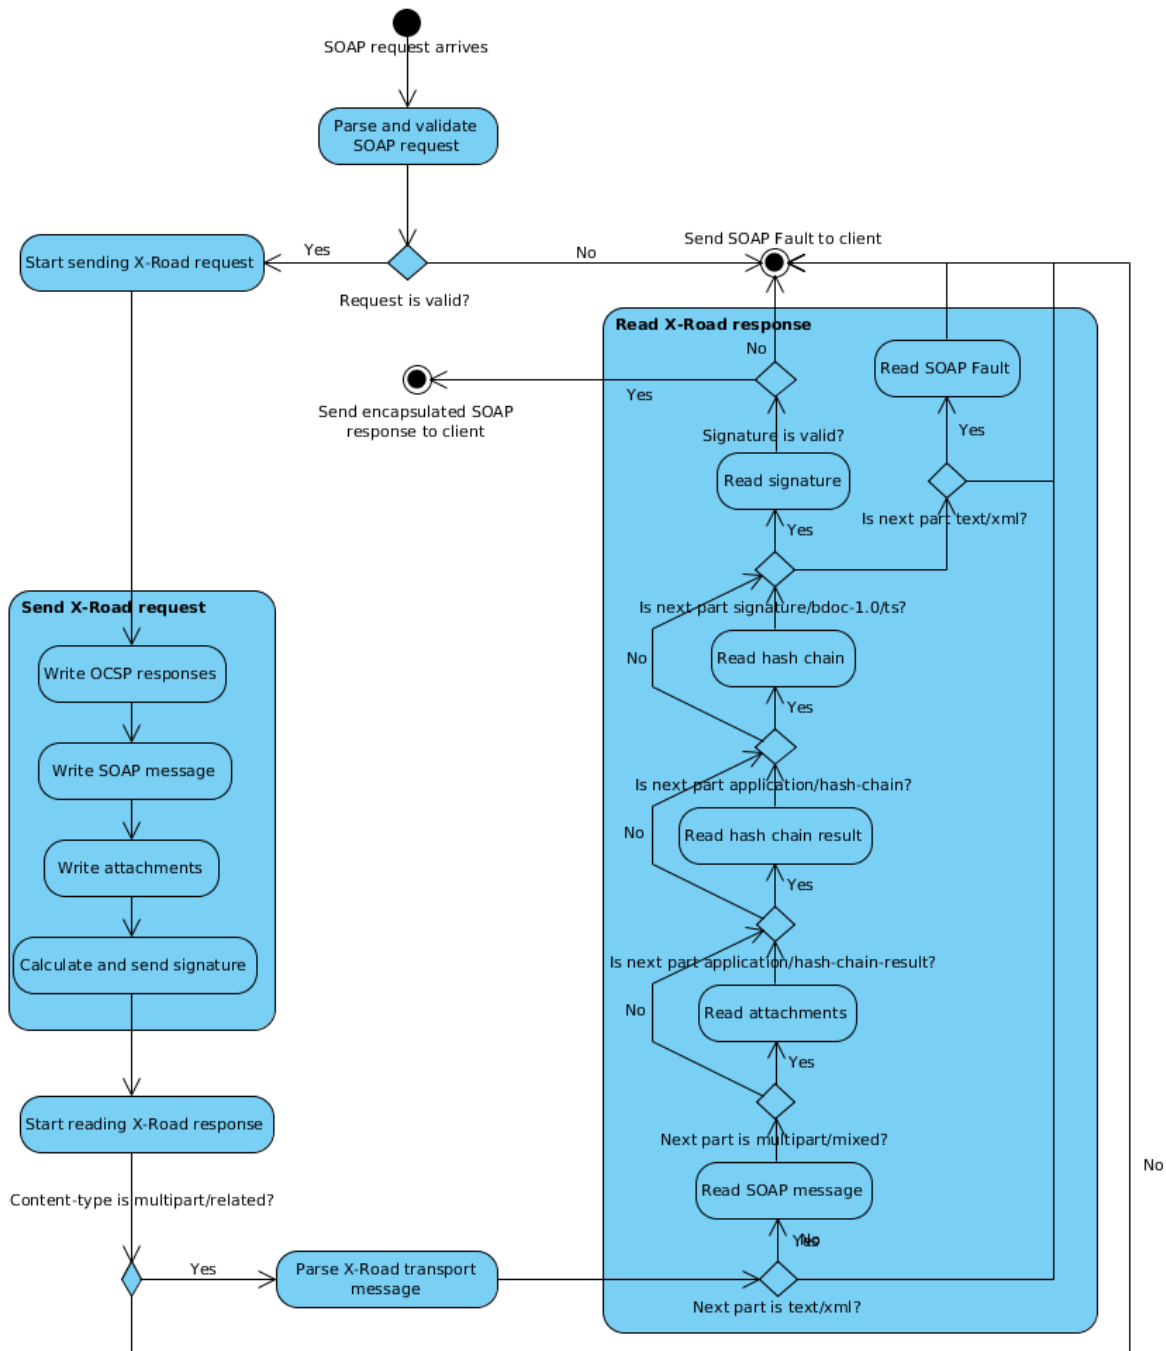 SOAP request arrives
Parse and validate
SOAP request
Start sending X-Road request
Yes
No
Request is valid?
Send SOAP Fault to client
Read X-Road response
No
Yes
Send encapsulated SOAP
response to client
Read SOAP Fault
Yes
Signature is valid?
Read signature
Is next part text/xml?
Yes
Is next part signature/bdoc-1.0/ts?
No
Read hash chain
Yes
Is next part application/hash-chain?
No
Read hash chain result
Yes
Is next part application/hash-chain-result?
No
Read attachments
Yes
Next part is multipart/mixed?
Read SOAP message
Yes
No
Next part is text/xml?
Send X-Road request
Write OCSP responses
Write SOAP message
Write attachments
Calculate and send signature
Start reading X-Road response
Content-type is multipart/related?
Yes
Parse X-Road transport
message
No